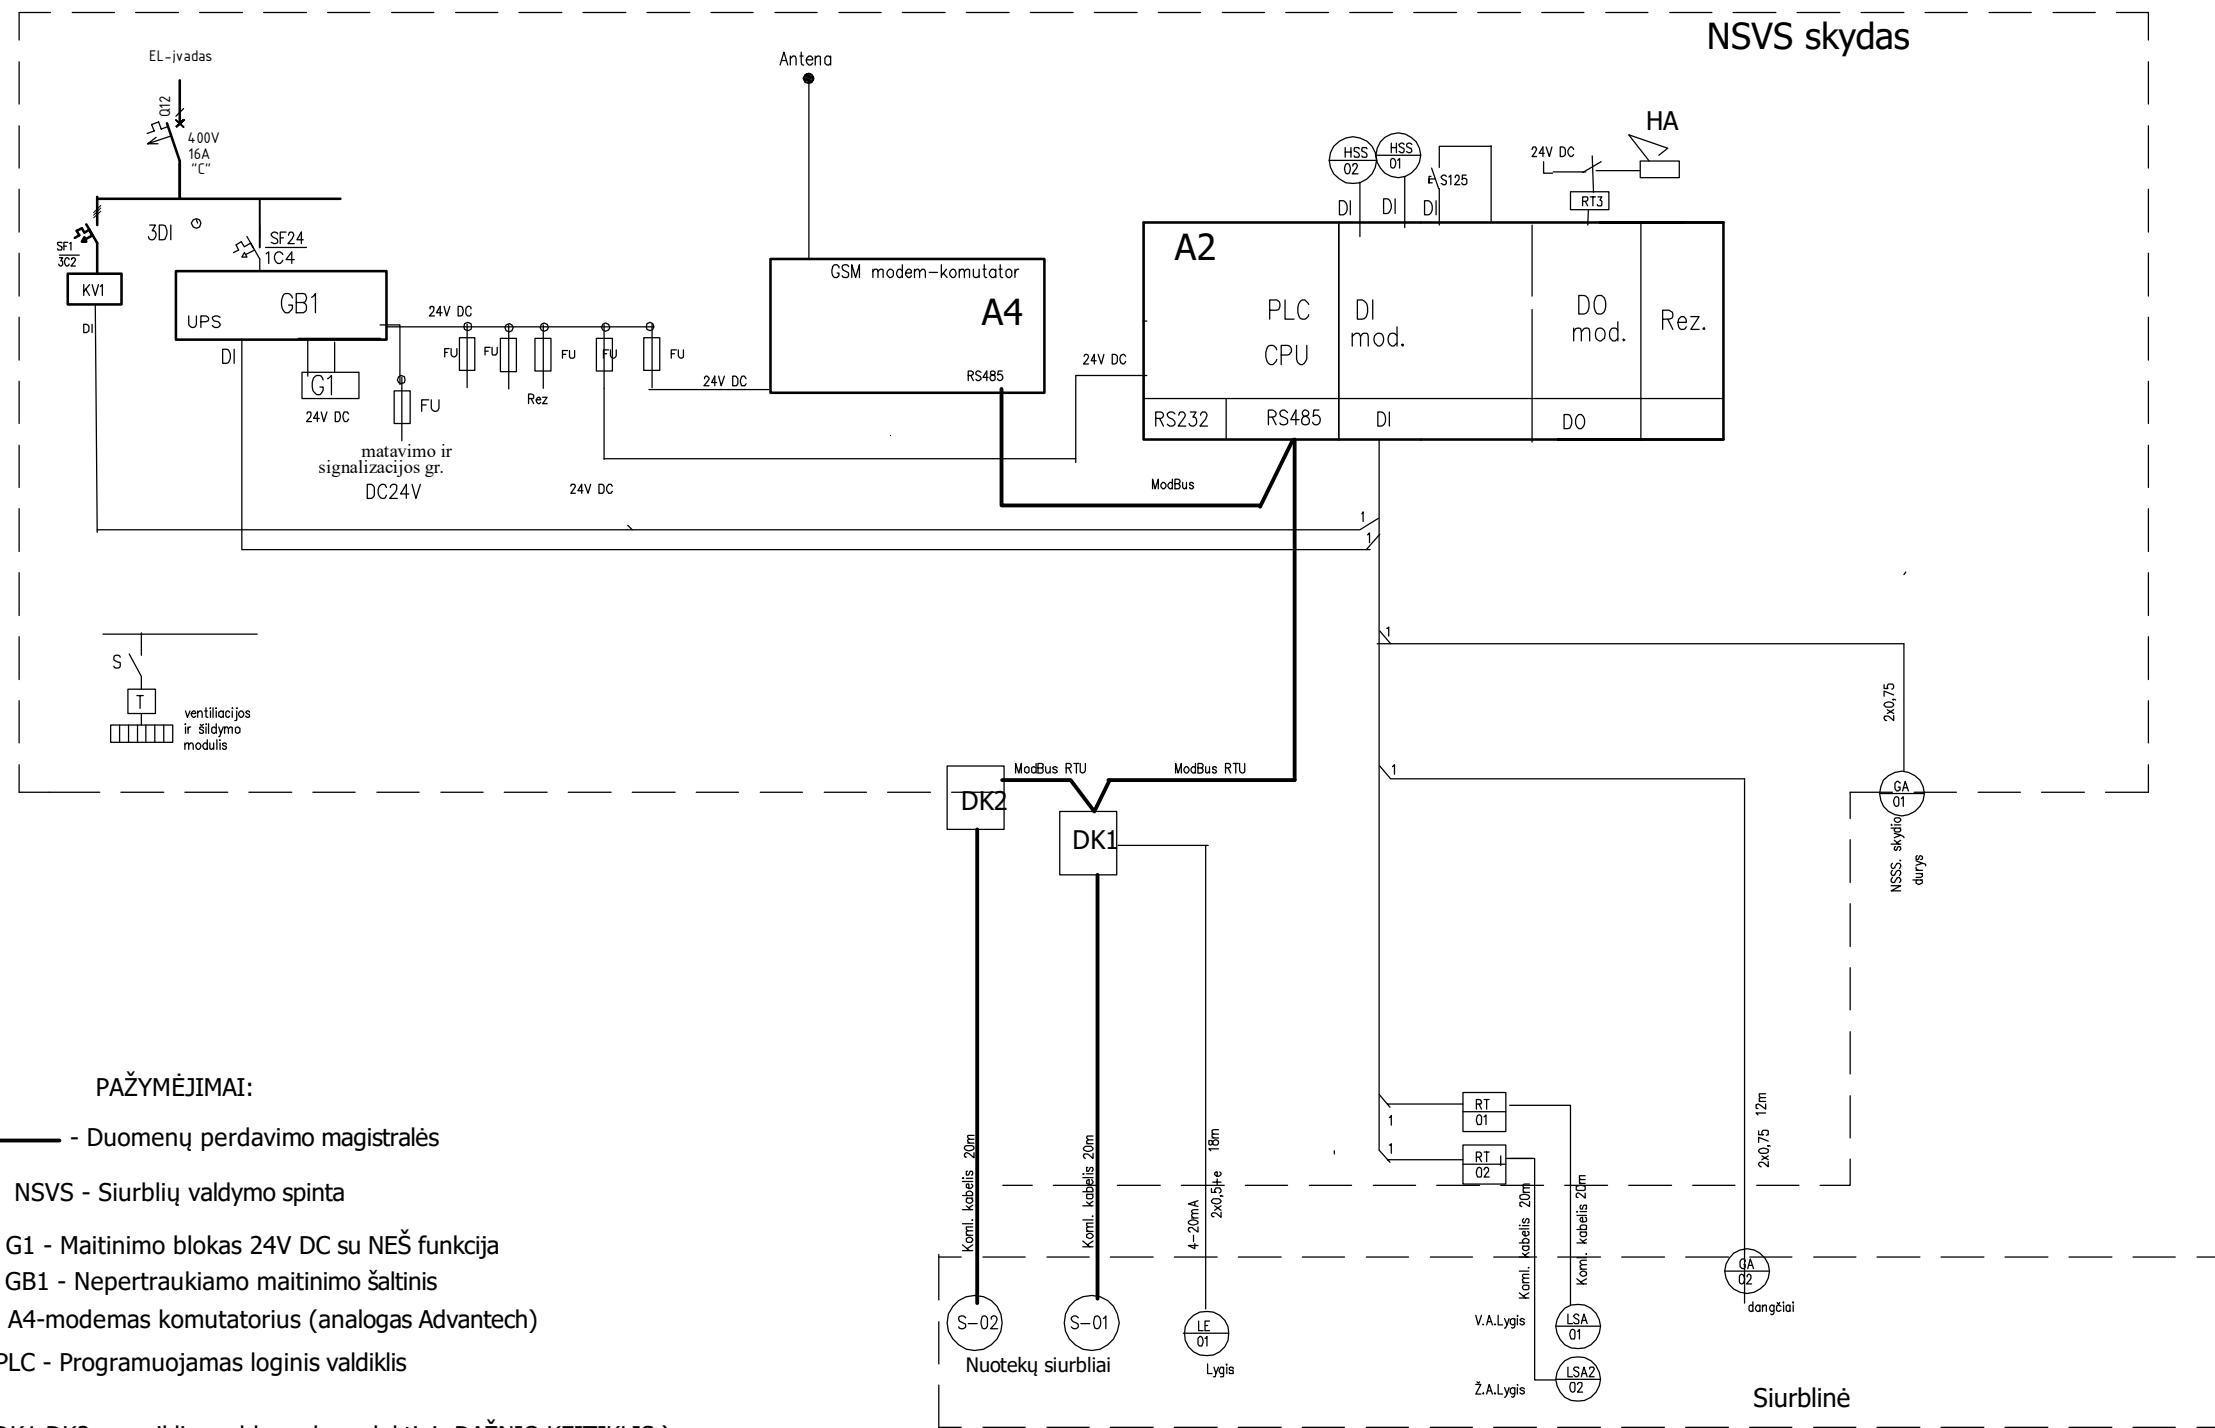 NSVS skydas
EL-įvadas
Q12
400V
16A
"C"
Antena
HA
24V DC
RT3
HSS
02
HSS
01
S125
DI
DI
DI
3DI
SF1
3C2
SF24
1C4
KV1
DI
GB1
UPS
DI
G1
24V DC
24V DC
FU
FU
FU
FU
FU
Rez
FU
matavimo ir
signalizacijos gr.
DC24V
24V DC
24V DC
GSM modem-komutator
A4
RS485
24V DC
A2
PLC
CPU
DI
mod.
DO
mod.
Rez.
RS232
RS485
DI
DO
ModBus
1
1
1
1
S
T
ventiliacijos
ir šildymo
modulis
2x0,75
GA
01
NSSS. skydio
durys
ModBus RTU
ModBus RTU
DK2
DK1
PAŽYMĖJIMAI:
- Duomenų perdavimo magistralės
NSVS - Siurblių valdymo spinta
G1 - Maitinimo blokas 24V DC su NEŠ funkcija
GB1 - Nepertraukiamo maitinimo šaltinis
A4-modemas komutatorius (analogas Advantech)
PLC - Programuojamas loginis valdiklis
Koml. kabelis 20m
Koml. kabelis 20m
4-20mA
2x0,5+e 18m
RT
01
1
RT
02
1
Koml. kabelis 20m
Koml. kabelis 20m
2x0,75 12m
GA
02
dangčiai
S-02
S-01
Nuotekų siurbliai
LE
01
Lygis
V.A.Lygis
LSA
01
Ž.A.Lygis
LSA2
02
Siurblinė